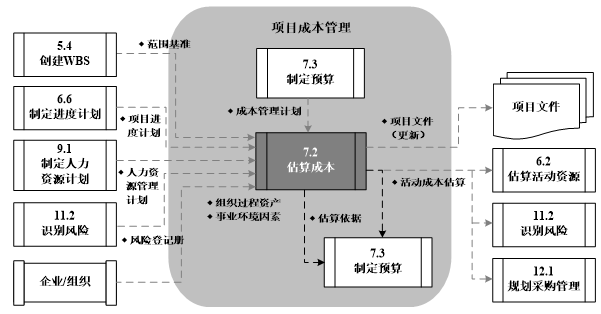 项目成本管理
5.4
创建WBS
6.6
制定进度计划
9.1
制定人力
资源计划
11.2
识别风险
企业/组织
◆ 范围基准
◆ 项目进
度计划
◆ 人力资
源管理
计划
◆ 风险登记册
◆ 组织过程资产
◆ 事业环境因素
7.3
制定预算
◆ 成本管理计划
7.2
估算成本
◆ 估算依据
7.3
制定预算
◆ 项目文件
(更新)
◆ 活动成本估算
项目文件
6.2
估算活动资源
11.2
识别风险
12.1
规划采购管理